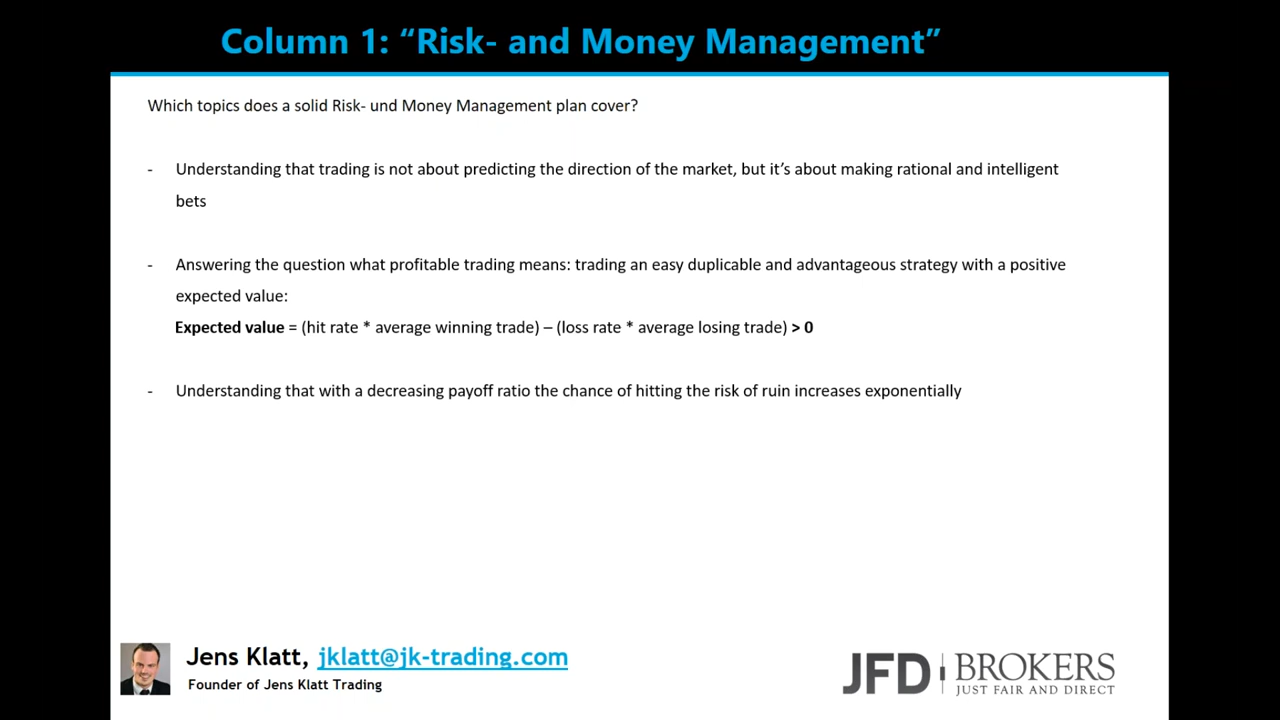 Column 1: “Risk- and Money Management”
Which topics does a solid Risk- und Money Management plan cover?
- Understanding that trading is not about predicting the direction of the market, but it’s about making rational and intelligent
bets
- Answering the question what profitable trading means: trading an easy duplicable and advantageous strategy with a positive
expected value:
Expected value = (hit rate * average winning trade) – (loss rate * average losing trade) > 0
- Understanding that with a decreasing payoff ratio the chance of hitting the risk of ruin increases exponentially
Jens Klatt, jklatt@jk-trading.com
Founder of Jens Klatt Trading
JFD BROKERS
JUST FAIR AND DIRECT